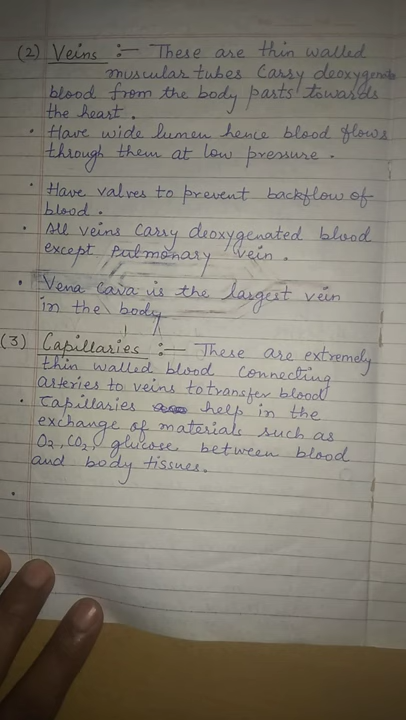 (2) Veins :- These are thin walled
muscular tubes carry deoxygenated
blood from the body parts towards
the heart.
• Have wide lumen hence blood flows
through them at low pressure.
• Have valves to prevent backflow of
blood.
• All veins carry deoxygenated blood
except pulmonary vein.
• Vena Cava is the largest vein
in the body
(3) Capillaries :- These are extremely
thin walled blood connecting
arteries to veins to transfer blood
• Capillaries help in the
exchange of materials such as
O2, CO2, glucose between blood
and body tissues.
•